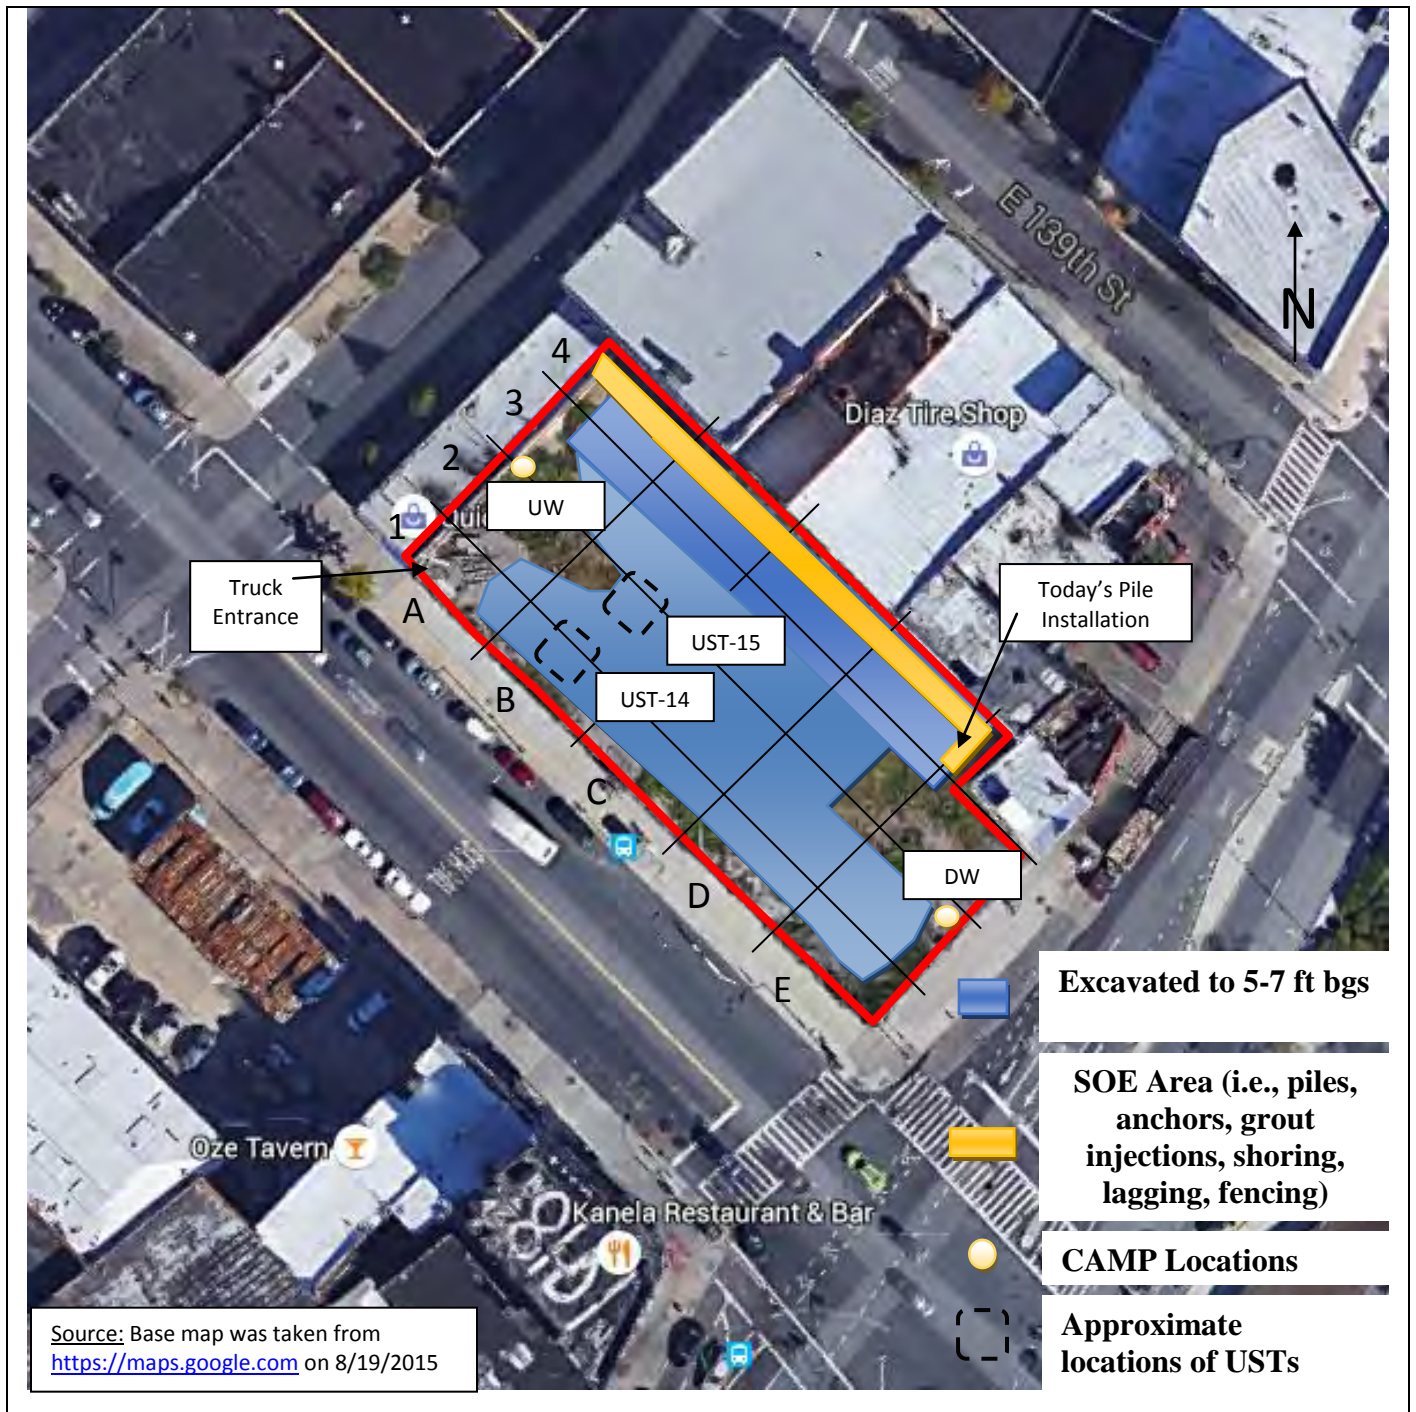 E 139th St
N
4
3
Diaz Tire Shop
2
UW
1
Truck
Entrance
A
Today's Pile
Installation
UST-15
B
UST-14
C
DW
D
E
Excavated to 5-7 ft bgs
SOE Area (i.e., piles,
anchors, grout
injections, shoring,
lagging, fencing)
Oze Tavern
Kanela Restaurant & Bar
CAMP Locations
Approximate
locations of USTs
Source: Base map was taken from
https://maps.google.com on 8/19/2015